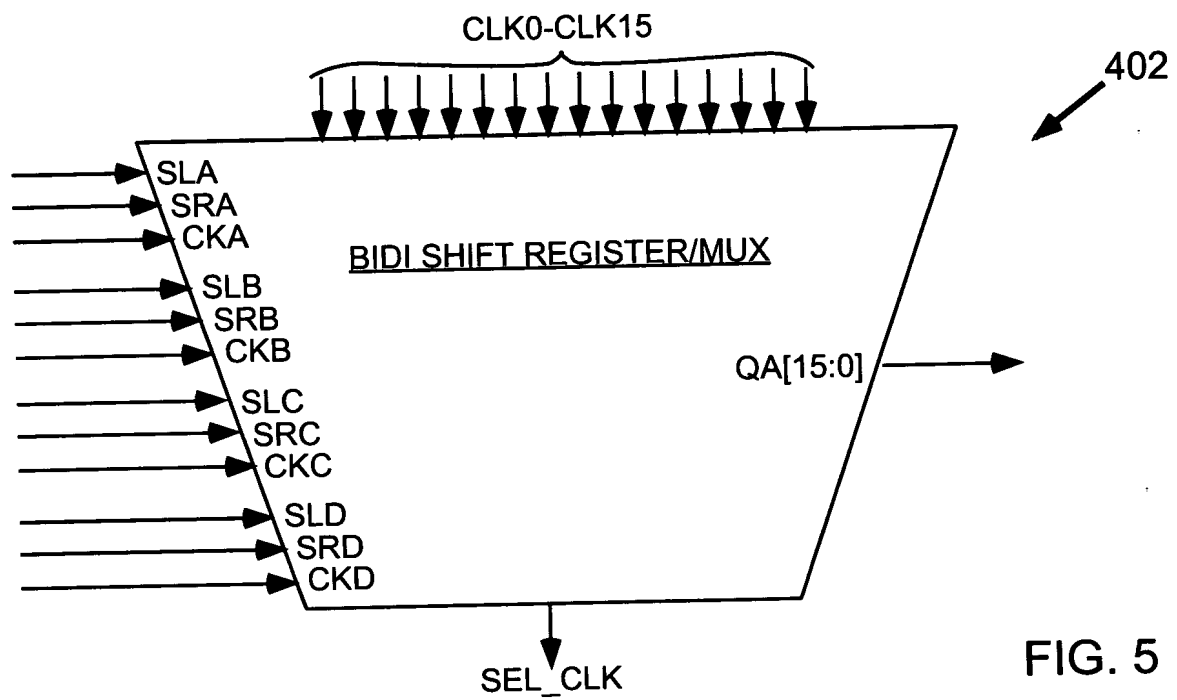 CLK0-CLK15
402
SLA
SRA
CKA
BIDI SHIFT REGISTER/MUX
SLB
SRB
CKB
QA[15:0]
SLC
SRC
CKC
SLD
SRD
CKD
SEL_CLK
FIG. 5